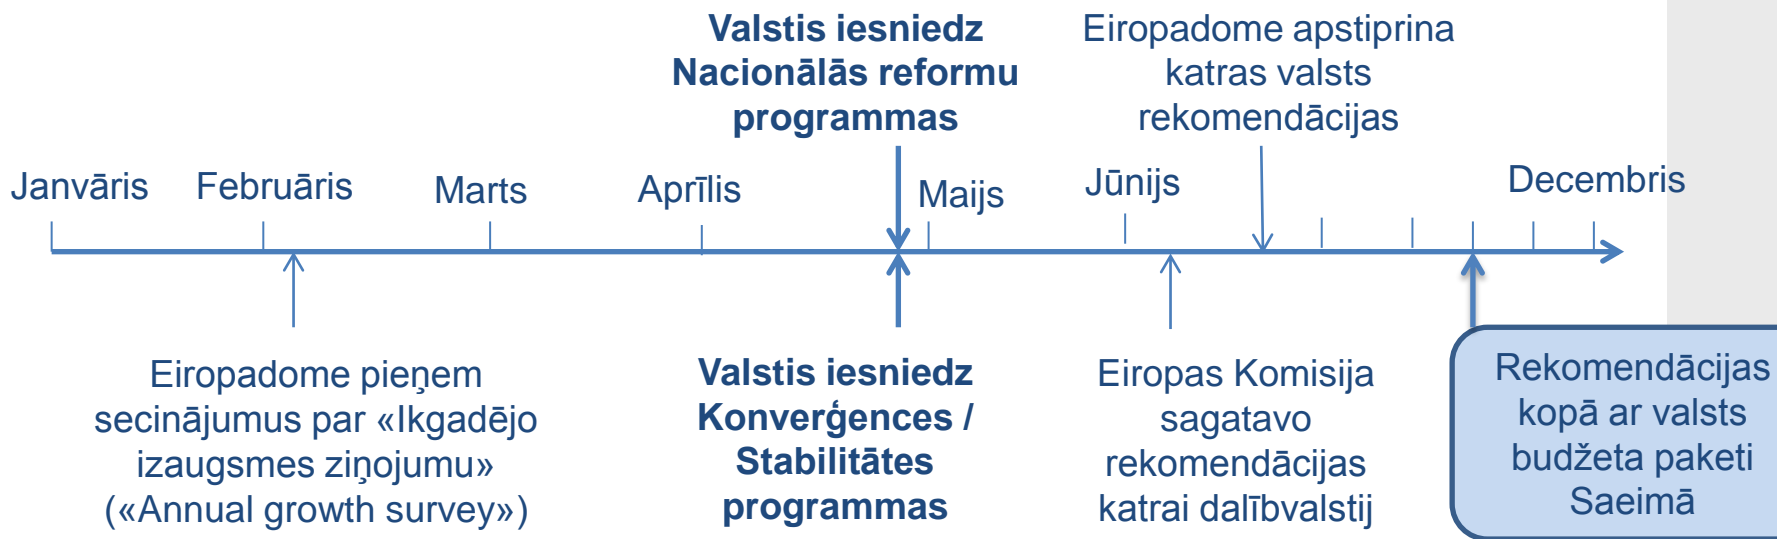 Valstis iesniedz
Nacionālās reformu
programmas
Eiropadome apstiprina
katras valsts
rekomendācijas
Janvāris
Februāris
Marts
Aprīlis
Maijs
Jūnijs
Decembris
Eiropadome pieņem
secinājumus par «Ikgadējo
izaugsmes ziņojumu»
(«Annual growth survey»)
Valstis iesniedz
Konverģences /
Stabilitātes
programmas
Eiropas Komisija
sagatavo
rekomendācijas
katrai dalībvalstij
Rekomendācijas
kopā ar valsts
budžeta paketi
Saeimā